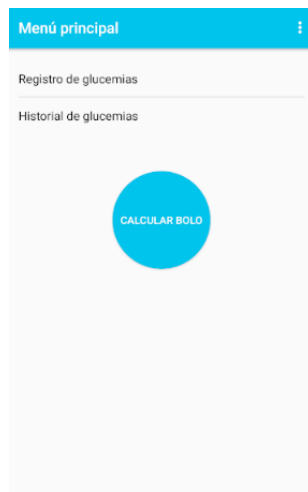 Menú principal
Registro de glucemias
Historial de glucemias
CALCULAR BOLO